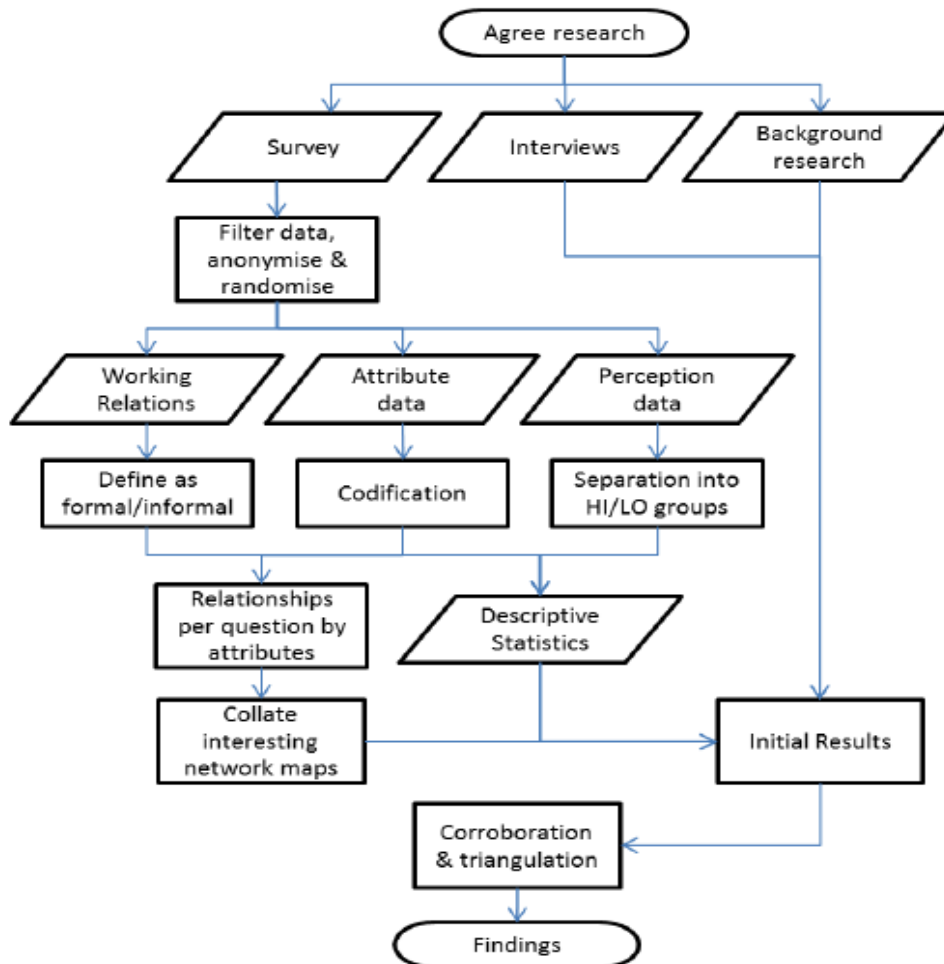 Agree research
Survey
Interviews
Background
research
Filter data,
anonymise &
randomise
Working
Relations
Attribute
data
Perception
data
Define as
formal/informal
Codification
Separation into
HI/LO groups
Relationships
per question by
attributes
Descriptive
Statistics
Collate
interesting
network maps
Initial Results
Corroboration
& triangulation
Findings